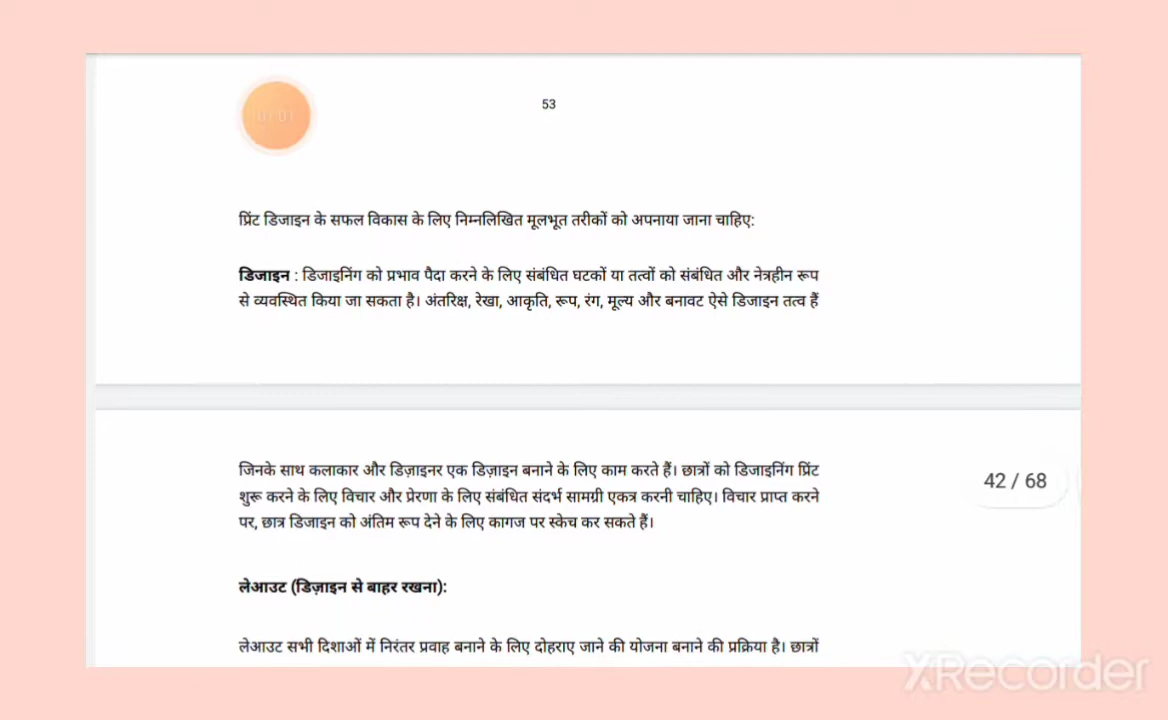 01:01
53
प्रिंट डिजाइन के सफल विकास के लिए निम्नलिखित मूलभूत तरीकों को अपनाया जाना चाहिए:
डिजाइन : डिजाइनिंग को प्रभाव पैदा करने के लिए संबंधित घटकों या तत्वों को संबंधित और नेत्रहीन रूप
से व्यवस्थित किया जा सकता है। अंतरिक्ष, रेखा, आकृति, रूप, रंग, मूल्य और बनावट ऐसे डिजाइन तत्व हैं
जिनके साथ कलाकार और डिज़ाइनर एक डिज़ाइन बनाने के लिए काम करते हैं। छात्रों को डिजाइनिंग प्रिंट
शुरू करने के लिए विचार और प्रेरणा के लिए संबंधित संदर्भ सामग्री एकत्र करनी चाहिए। विचार प्राप्त करने
42 / 68
पर, छात्र डिजाइन को अंतिम रूप देने के लिए कागज पर स्केच कर सकते हैं।
लेआउट (डिज़ाइन से बाहर रखना):
लेआउट सभी दिशाओं में निरंतर प्रवाह बनाने के लिए दोहराए जाने की योजना बनाने की प्रक्रिया है। छात्रों
XRecorder